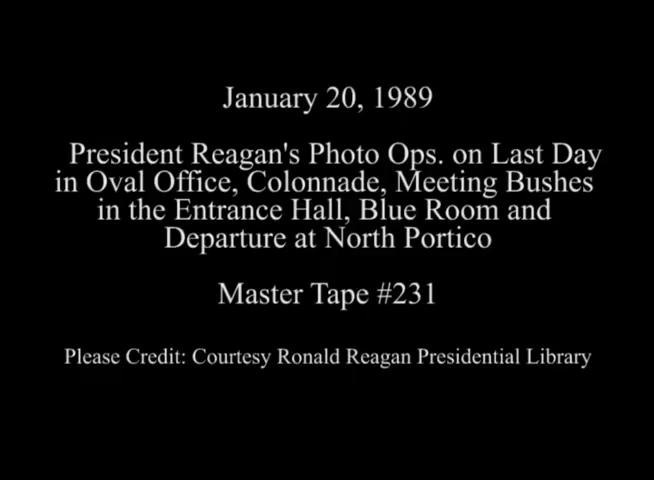 January 20, 1989
President Reagan's Photo Ops. on Last Day
in Oval Office, Colonnade, Meeting Bushes
in the Entrance Hall, Blue Room and
Departure at North Portico
Master Tape #231
Please Credit: Courtesy Ronald Reagan Presidential Library